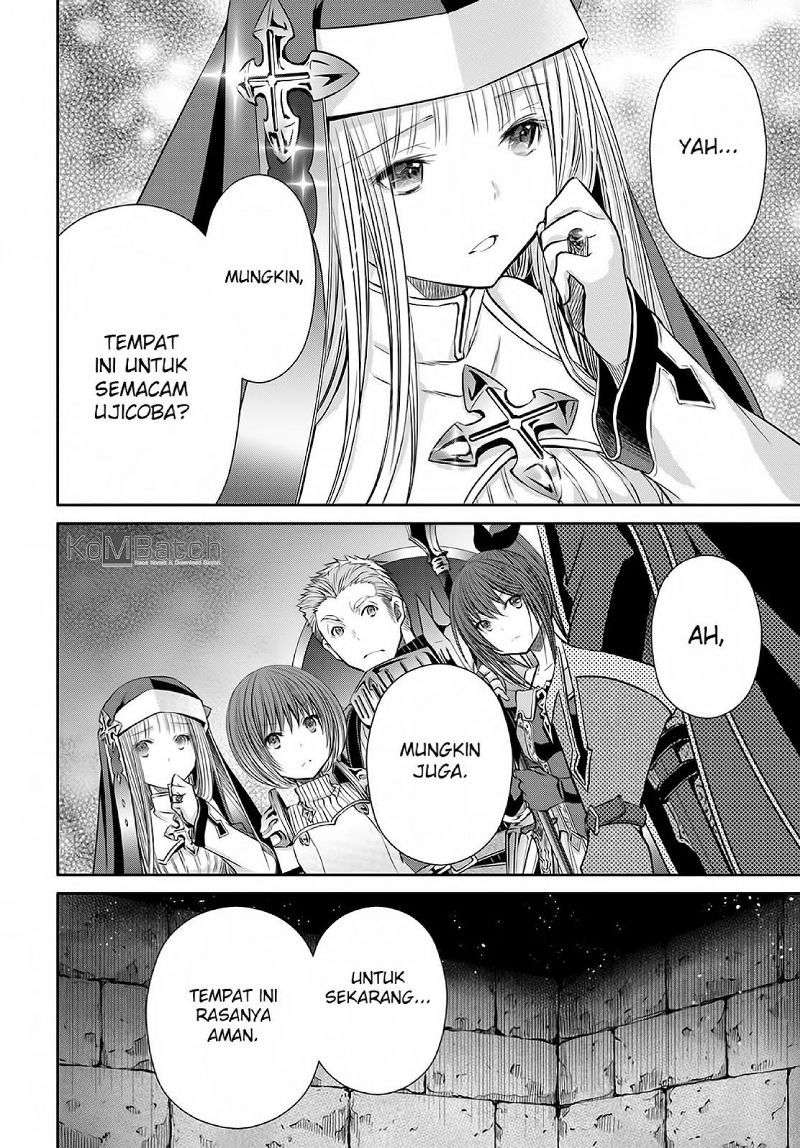 YAH...
MUNGKIN,
TEMPAT
INI UNTUK
SEMACAM
UJICOBA?
KoMBatch
AH,
MUNGKIN
JUGA.
UNTUK
SEKARANG...
TEMPAT INI
RASANYA
AMAN.